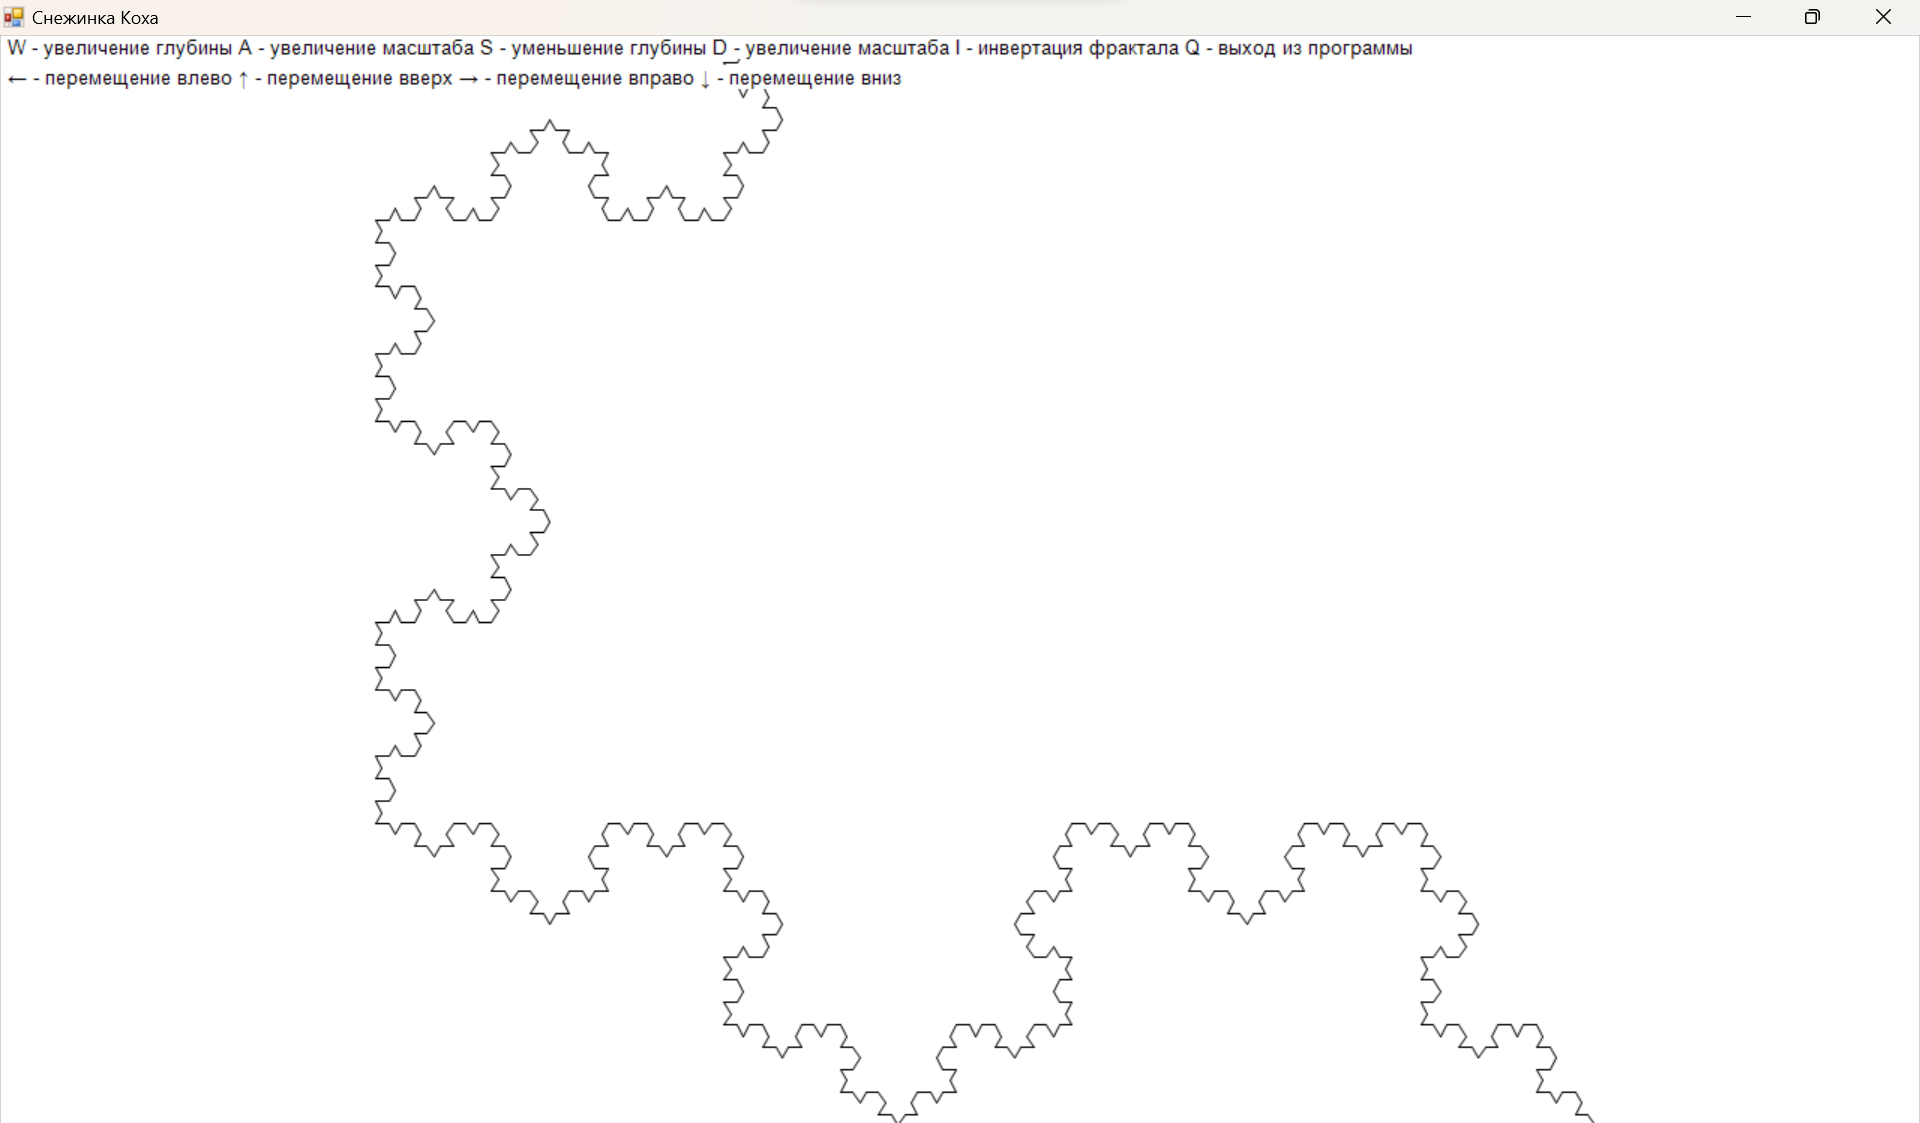 Снежинка Коха
W - увеличение глубины A - увеличение масштаба S - уменьшение глубины D - увеличение масштаба I - инвертация фрактала Q - выход из программы
← - перемещение влево ↑ - перемещение вверх → - перемещение вправо ↓ - перемещение вниз